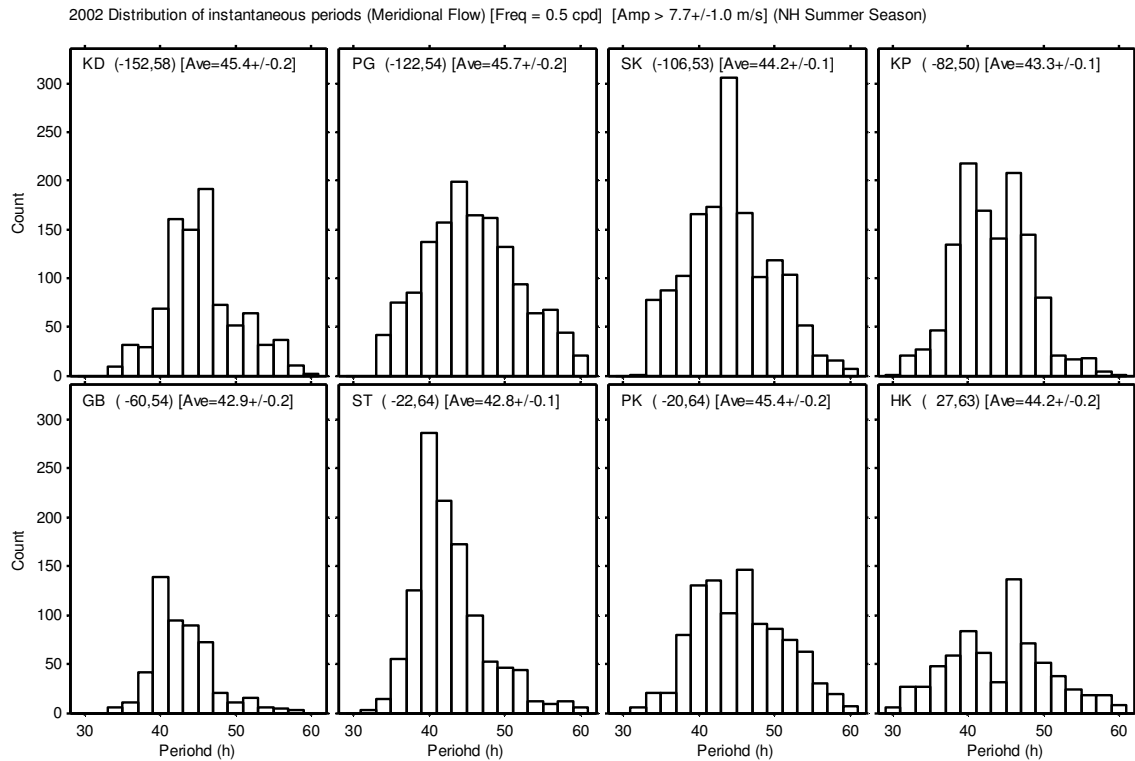 2002 Distribution of instantaneous periods (Meridional Flow) [Freq = 0.5 cpd] [Amp > 7.7+/-1.0 m/s] (NH Summer Season)
KD (-152,58) [Ave=45.4+/-0.2]
PG (-122,54) [Ave=45.7+/-0.2]
SK (-106,53) [Ave=44.2+/-0.1]
KP ( -82,50) [Ave=43.3+/-0.1]
300
250
200
150
100
50
0
Count
GB ( -60,54) [Ave=42.9+/-0.2]
ST ( -22,64) [Ave=42.8+/-0.1]
PK ( -20,64) [Ave=45.4+/-0.2]
HK ( 27,63) [Ave=44.2+/-0.2]
300
250
200
150
100
50
0
Count
30 40 50 60
30 40 50 60
30 40 50 60
30 40 50 60
Periohd (h)
Periohd (h)
Periohd (h)
Periohd (h)